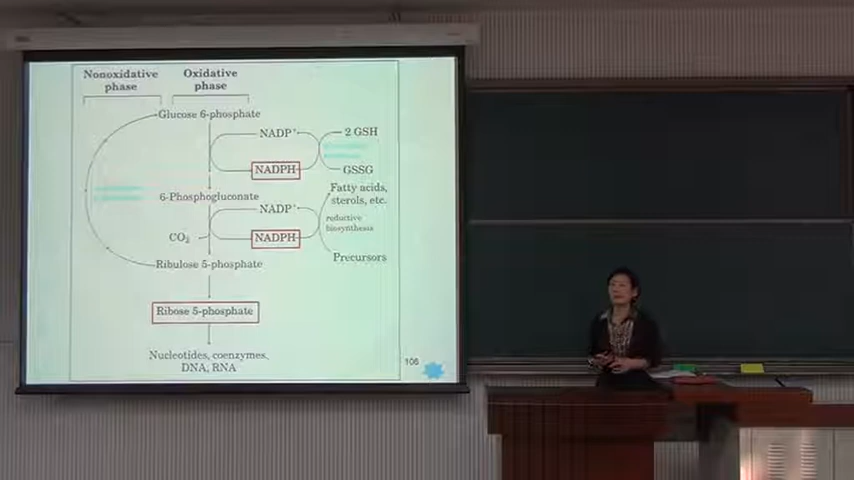 Nonoxidative
phase
Oxidative
phase
Glucose 6-phosphate
NADP+
2 GSH
NADPH
GSSG
6-Phosphogluconate
Fatty acids,
sterols, etc.
NADP+
reductive
biosynthesis
CO2
NADPH
Precursors
Ribulose 5-phosphate
Ribose 5-phosphate
Nucleotides, coenzymes,
DNA, RNA
106